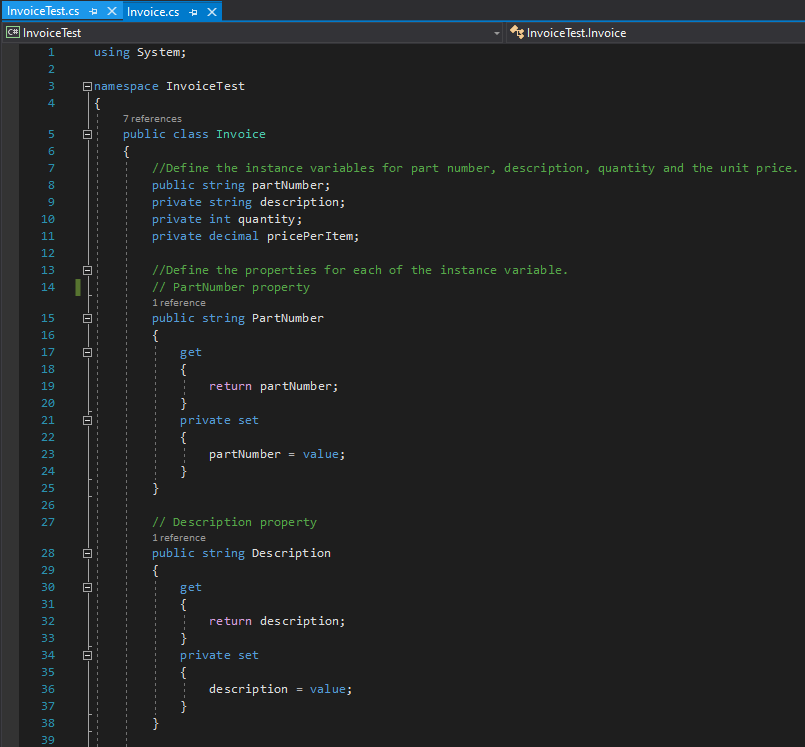 InvoiceTest.cs
Invoice.cs
C# InvoiceTest
InvoiceTest.Invoice
1 using System;
2
3 namespace InvoiceTest
4 {
7 references
5 public class Invoice
6 {
7 //Define the instance variables for part number, description, quantity and the unit price.
8 public string partNumber;
9 private string description;
10 private int quantity;
11 private decimal pricePerItem;
12
13 //Define the properties for each of the instance variable.
14 // PartNumber property
1 reference
15 public string PartNumber
16 {
17 get
18 {
19 return partNumber;
20 }
21 private set
22 {
23 partNumber = value;
24 }
25 }
26
27 // Description property
1 reference
28 public string Description
29 {
30 get
31 {
32 return description;
33 }
34 private set
35 {
36 description = value;
37 }
38 }
39